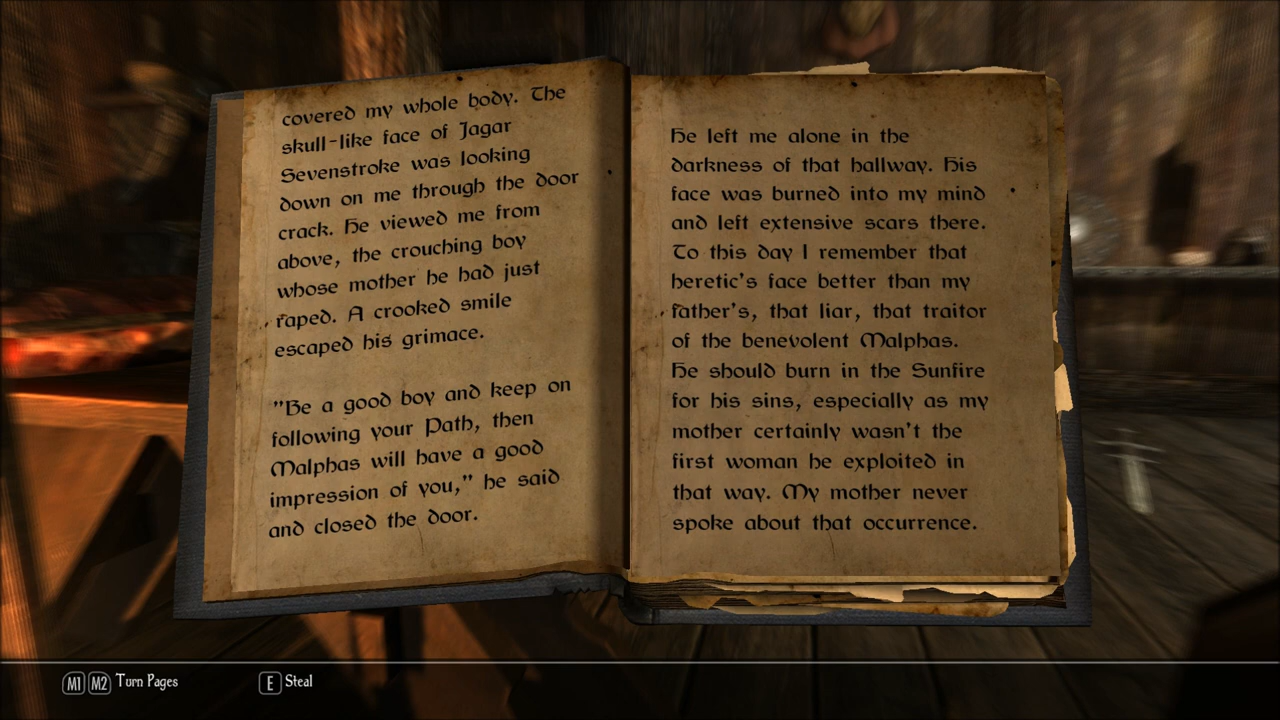 covered my whole body. The
skull-like face of Jagar
Sevenstroke was looking
down on me through the door
crack. He viewed me from
above, the crouching boy
whose mother he had just
raped. A crooked smile
escaped his grimace.
"Be a good boy and keep on
following your Path, then
Malphas will have a good
impression of you," he said
and closed the door.
He left me alone in the
darkness of that hallway. His
face was burned into my mind
and left extensive scars there.
To this day I remember that
heretic's face better than my
father's, that liar, that traitor
of the benevolent Malphas.
He should burn in the Sunfire
for his sins, especially as my
mother certainly wasn't the
first woman he exploited in
that way. My mother never
spoke about that occurrence.
M1 M2 Turn Pages
E Steal